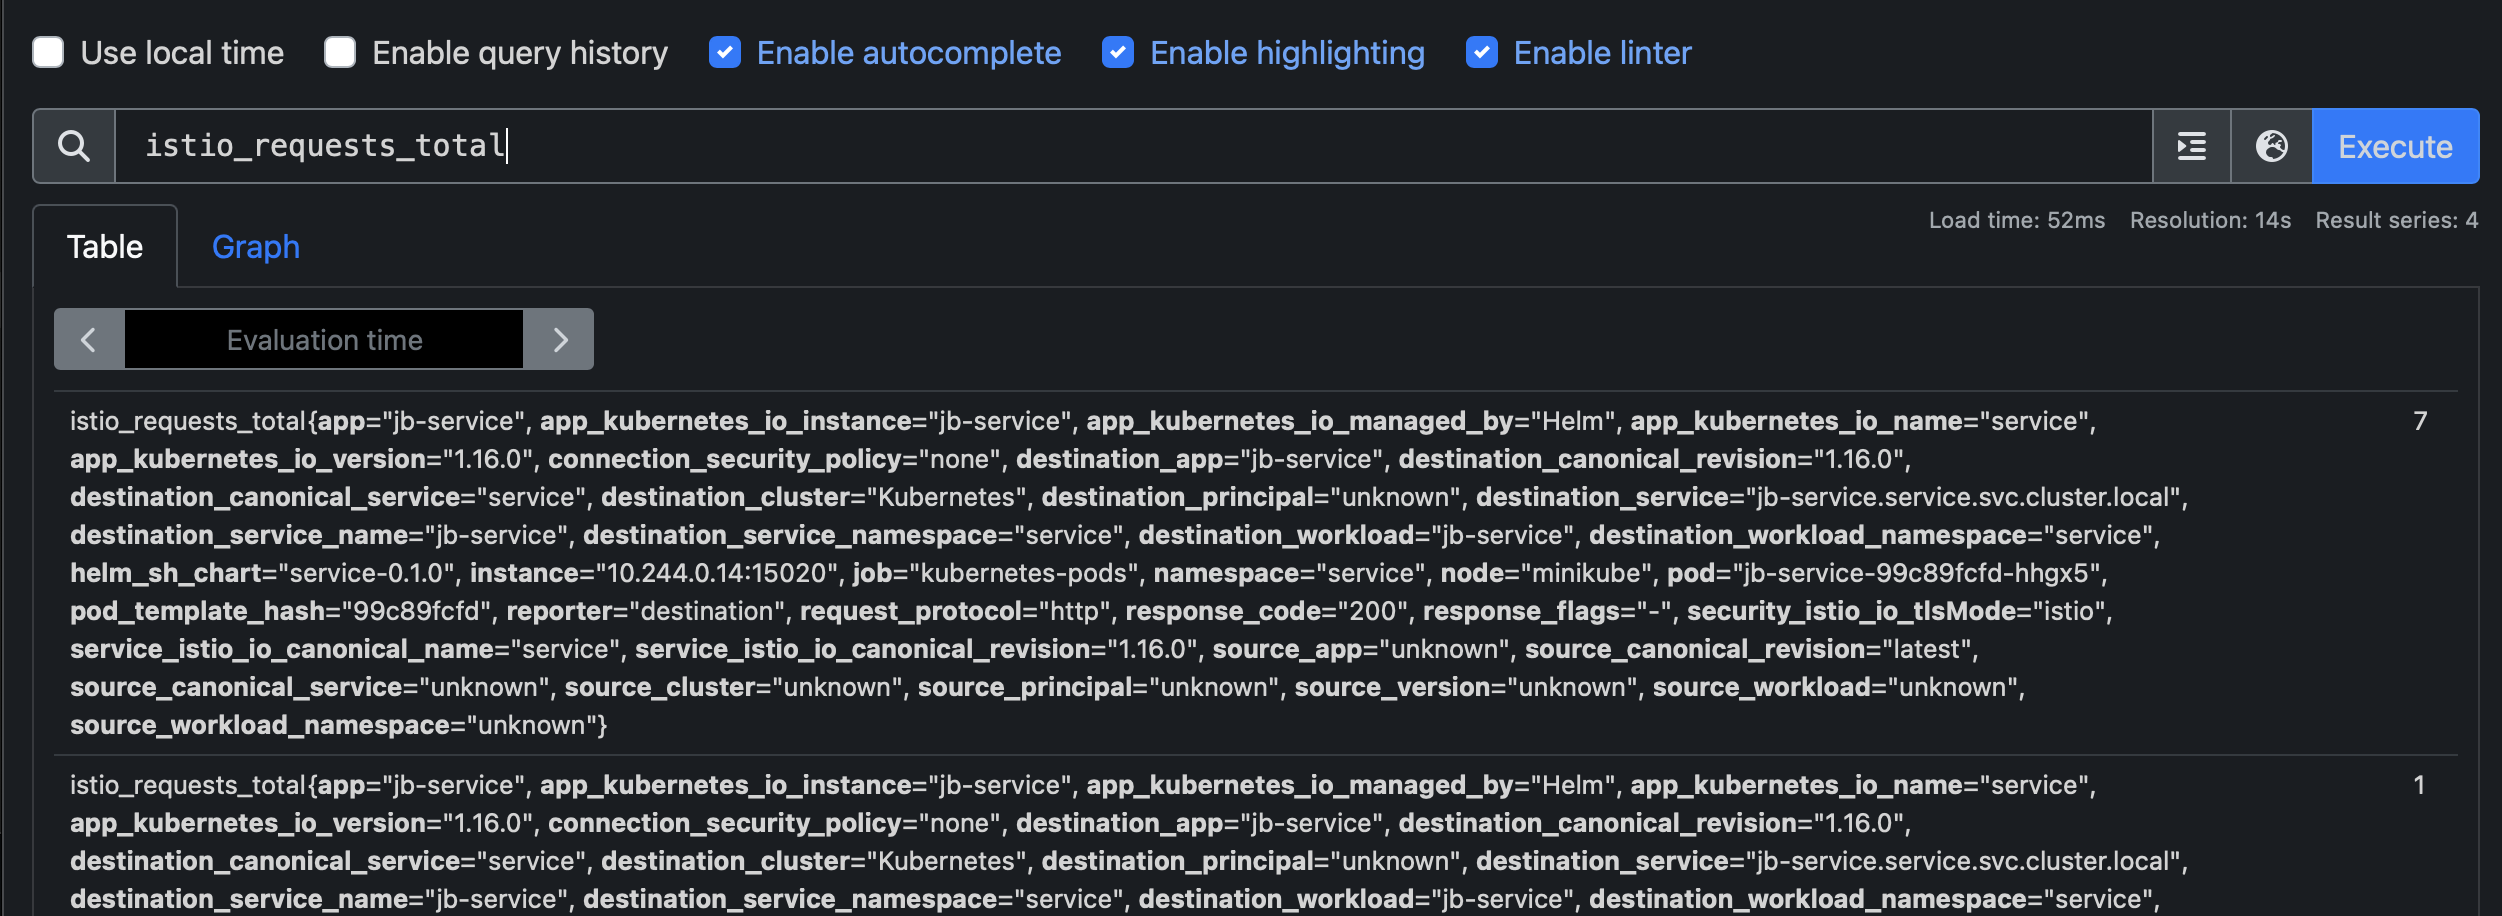 Use local time Enable query history Enable autocomplete Enable highlighting Enable linter
istio_requests_total Execute
Load time: 52ms Resolution: 14s Result series: 4
Table Graph
Evaluation time
istio_requests_total{app="jb-service", app_kubernetes_io_instance="jb-service", app_kubernetes_io_managed_by="Helm", app_kubernetes_io_name="service", 7
app_kubernetes_io_version="1.16.0", connection_security_policy="none", destination_app="jb-service", destination_canonical_revision="1.16.0",
destination_canonical_service="service", destination_cluster="Kubernetes", destination_principal="unknown", destination_service="jb-service.service.svc.cluster.local",
destination_service_name="jb-service", destination_service_namespace="service", destination_workload="jb-service", destination_workload_namespace="service",
helm_sh_chart="service-0.1.0", instance="10.244.0.14:15020", job="kubernetes-pods", namespace="service", node="minikube", pod="jb-service-99c89fcfd-hhgx5",
pod_template_hash="99c89fcfd", reporter="destination", request_protocol="http", response_code="200", response_flags="-", security_istio_io_tlsMode="istio",
service_istio_io_canonical_name="service", service_istio_io_canonical_revision="1.16.0", source_app="unknown", source_canonical_revision="latest",
source_canonical_service="unknown", source_cluster="unknown", source_principal="unknown", source_version="unknown", source_workload="unknown",
source_workload_namespace="unknown"}
istio_requests_total{app="jb-service", app_kubernetes_io_instance="jb-service", app_kubernetes_io_managed_by="Helm", app_kubernetes_io_name="service", 1
app_kubernetes_io_version="1.16.0", connection_security_policy="none", destination_app="jb-service", destination_canonical_revision="1.16.0",
destination_canonical_service="service", destination_cluster="Kubernetes", destination_principal="unknown", destination_service="jb-service.service.svc.cluster.local",
destination_service_name="jb-service", destination_service_namespace="service", destination_workload="jb-service", destination_workload_namespace="service",